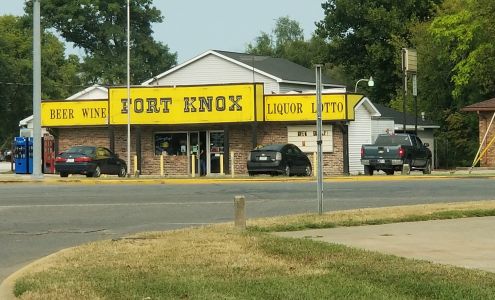 BEER WINE
FORT KNOX
LIQUOR LOTTO